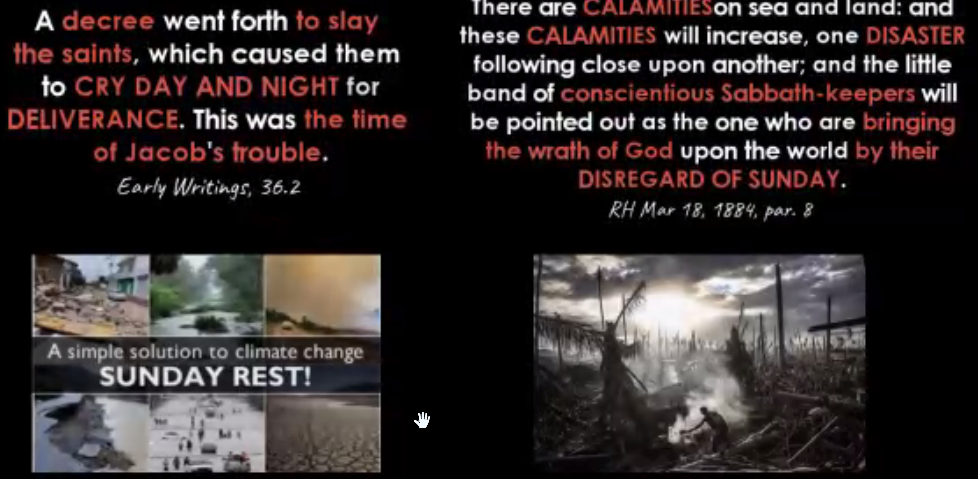 A decree went forth to slay
the saints, which caused them
to CRY DAY AND NIGHT for
DELIVERANCE. This was the time
of Jacob's trouble.
Early Writings, 36.2
There are CALAMITIESon sea and land: and
these CALAMITIES will increase, one DISASTER
following close upon another; and the little
band of conscientious Sabbath-keepers will
be pointed out as the one who are bringing
the wrath of God upon the world by their
DISREGARD OF SUNDAY.
RH Mar 18, 1884, par. 8
A simple solution to climate change
SUNDAY REST!